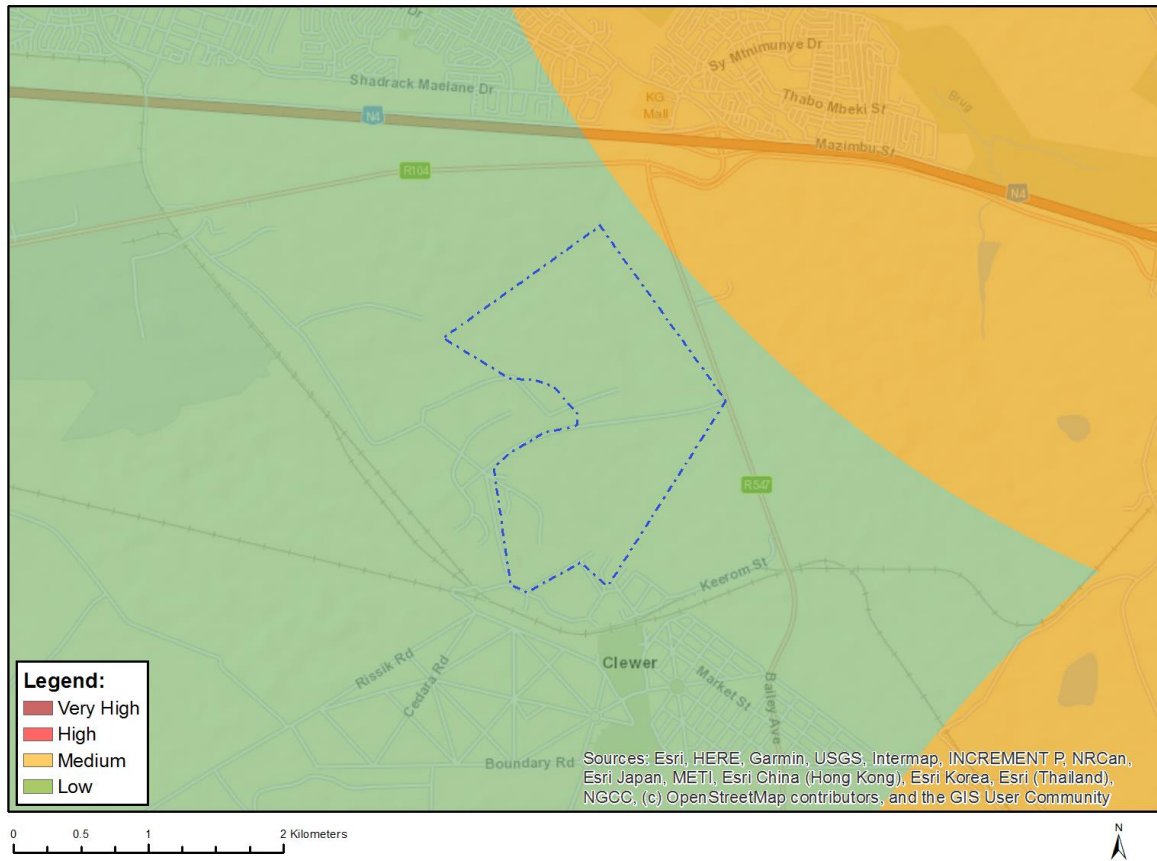 Dr
Sy Mtnimunye Dr
Shadrack Maelane Dr
KG
Mall
Thabo Mbeki St
Brug
N4
Mazimbu St
R104
N4
R547
Keerom St
Clewer
Rissik Rd
Cedara Rd
Market St
Bailey Ave
Boundary Rd
Legend:
Very High
High
Medium
Low
Sources: Esri, HERE, Garmin, USGS, Intermap, INCREMENT P, NRCan,
Esri Japan, METI, Esri China (Hong Kong), Esri Korea, Esri (Thailand),
NGCC, (c) OpenStreetMap contributors, and the GIS User Community
0 0.5 1 2 Kilometers
N